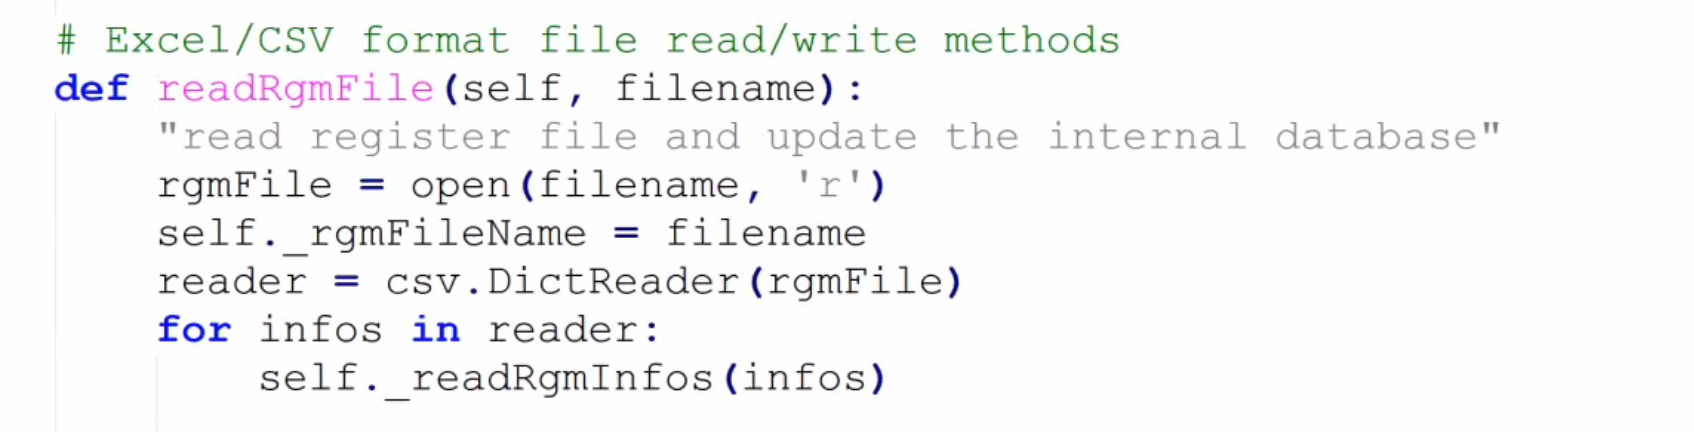 # Excel/CSV format file read/write methods
def readRgmFile(self, filename):
    "read register file and update the internal database"
    rgmFile = open(filename, 'r')
    self._rgmFileName = filename
    reader = csv.DictReader(rgmFile)
    for infos in reader:
        self._readRgmInfos(infos)